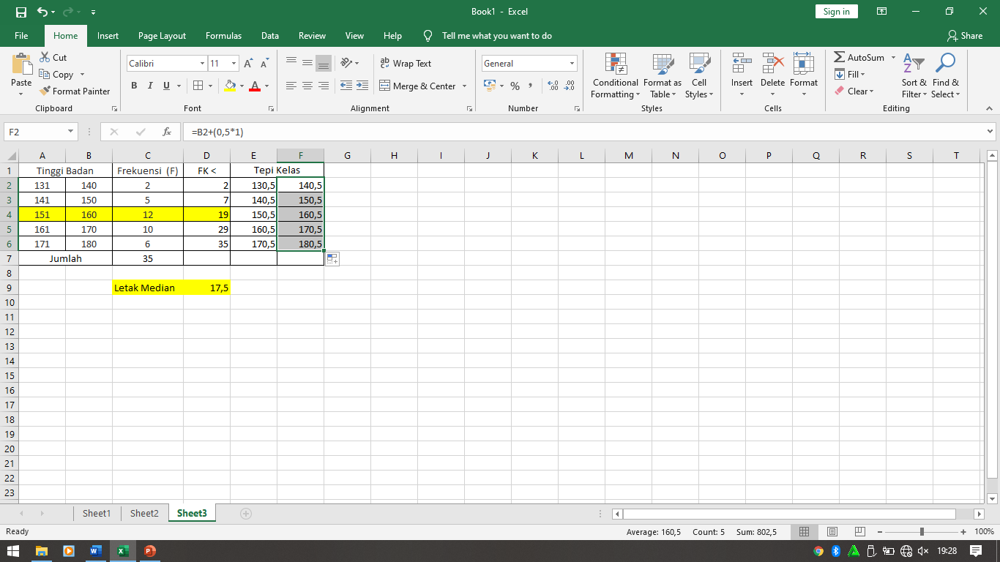 Book1 - Excel
Sign in
File Home Insert Page Layout Formulas Data Review View Help Tell me what you want to do Share
Paste
Cut
Copy
Format Painter
Clipboard
Calibri 11 A A
B I U A
Font
ab Wrap Text
Merge & Center
Alignment
General
% ,
Number
Conditional Formatting
Format as Table
Cell Styles
Styles
Insert Delete Format
Cells
AutoSum
Fill
Clear
Sort & Filter
Find & Select
Editing
F2 fx =B2+(0,5*1)
A B C D E F G H I J K L M N O P Q R S T
1 Tinggi Badan Frekuensi (F) FK < Tepi Kelas
2 131 140 2 2 130,5 140,5
3 141 150 5 7 140,5 150,5
4 151 160 12 19 150,5 160,5
5 161 170 10 29 160,5 170,5
6 171 180 6 35 170,5 180,5
7 Jumlah 35
8
9 Letak Median 17,5
10
11
12
13
14
15
16
17
18
19
20
21
22
23
Sheet1 Sheet2 Sheet3
Ready Average: 160,5 Count: 5 Sum: 802,5 100%
19:28